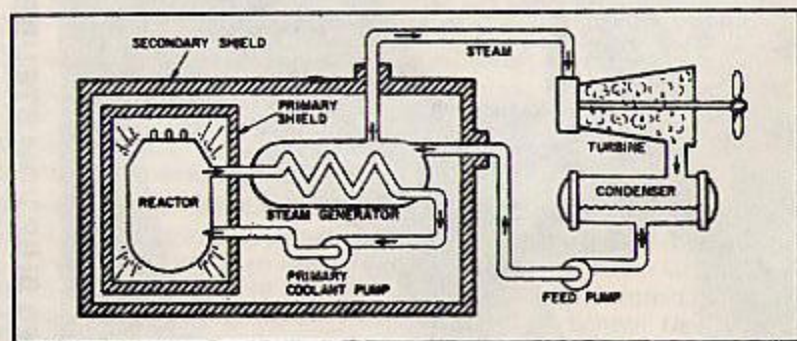 SECONDARY SHIELD
STEAM
PRIMARY
SHIELD
TURBINE
REACTOR
CONDENSER
STEAM GENERATOR
PRIMARY
COOLANT PUMP
FEED PUMP